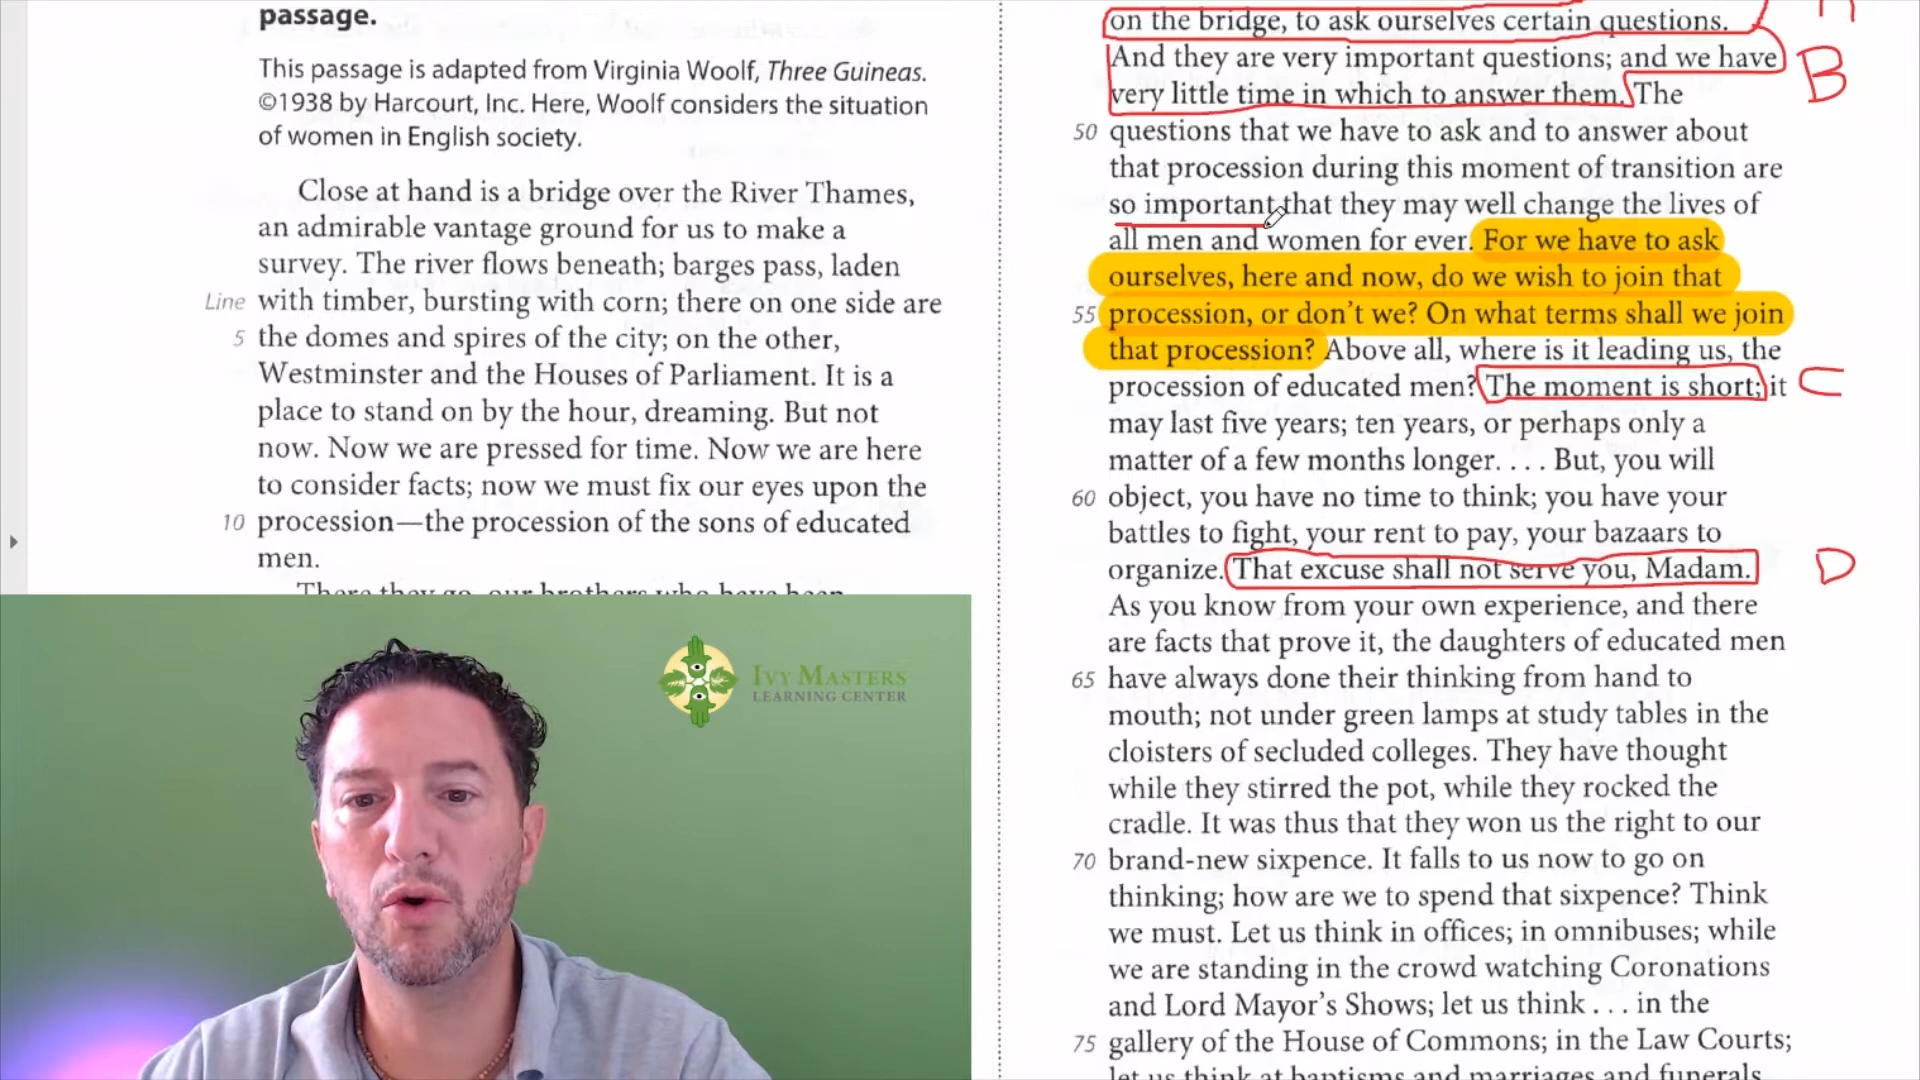 passage.
This passage is adapted from Virginia Woolf, Three Guineas.
©1938 by Harcourt, Inc. Here, Woolf considers the situation
of women in English society.
Close at hand is a bridge over the River Thames,
an admirable vantage ground for us to make a
survey. The river flows beneath; barges pass, laden
Line with timber, bursting with corn; there on one side are
5 the domes and spires of the city; on the other,
Westminster and the Houses of Parliament. It is a
place to stand on by the hour, dreaming. But not
now. Now we are pressed for time. Now we are here
to consider facts; now we must fix our eyes upon the
10 procession—the procession of the sons of educated
men.
There they go, our brothers who have been
IVY MASTERS
LEARNING CENTER
on the bridge, to ask ourselves certain questions.
And they are very important questions; and we have B
very little time in which to answer them. The
50 questions that we have to ask and to answer about
that procession during this moment of transition are
so important that they may well change the lives of
all men and women for ever. For we have to ask
ourselves, here and now, do we wish to join that
55 procession, or don't we? On what terms shall we join
that procession? Above all, where is it leading us, the
procession of educated men? The moment is short; it C
may last five years; ten years, or perhaps only a
matter of a few months longer. . . . But, you will
60 object, you have no time to think; you have your
battles to fight, your rent to pay, your bazaars to
organize. That excuse shall not serve you, Madam. D
As you know from your own experience, and there
are facts that prove it, the daughters of educated men
65 have always done their thinking from hand to
mouth; not under green lamps at study tables in the
cloisters of secluded colleges. They have thought
while they stirred the pot, while they rocked the
cradle. It was thus that they won us the right to our
70 brand-new sixpence. It falls to us now to go on
thinking; how are we to spend that sixpence? Think
we must. Let us think in offices; in omnibuses; while
we are standing in the crowd watching Coronations
and Lord Mayor's Shows; let us think . . . in the
75 gallery of the House of Commons; in the Law Courts;
let us think at baptisms and marriages and funerals.